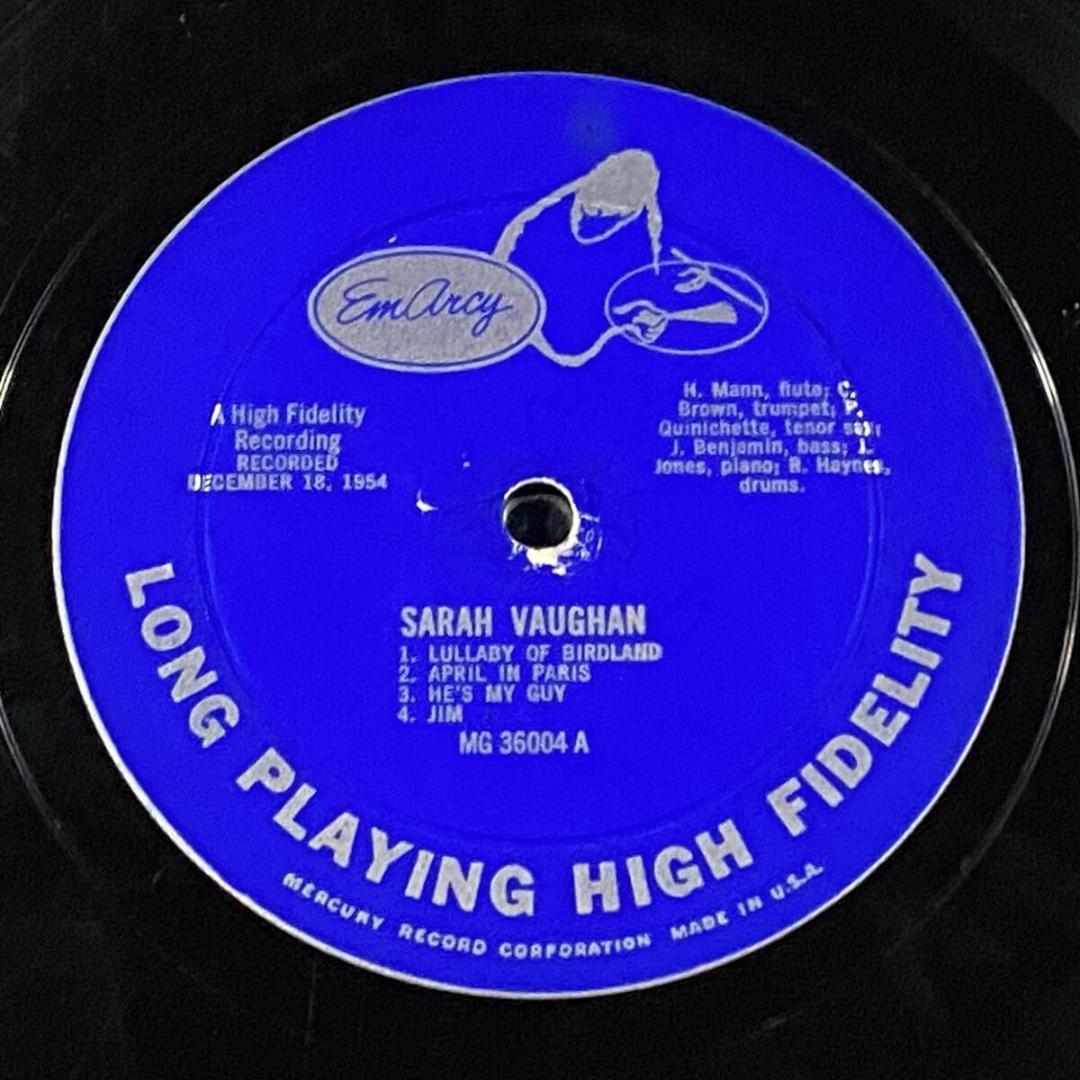 EmArcy
A High Fidelity
Recording
RECORDED
DECEMBER 18, 1954
H. Mann, flute; C.
Brown, trumpet; P.
Quinichette, tenor sax;
J. Benjamin, bass; J.
Jones, piano; R. Haynes,
drums.
SARAH VAUGHAN
1. LULLABY OF BIRDLAND
2. APRIL IN PARIS
3. HE'S MY GUY
4. JIM
MG 36004 A
LONG PLAYING HIGH FIDELITY
MERCURY RECORD CORPORATION MADE IN U.S.A.